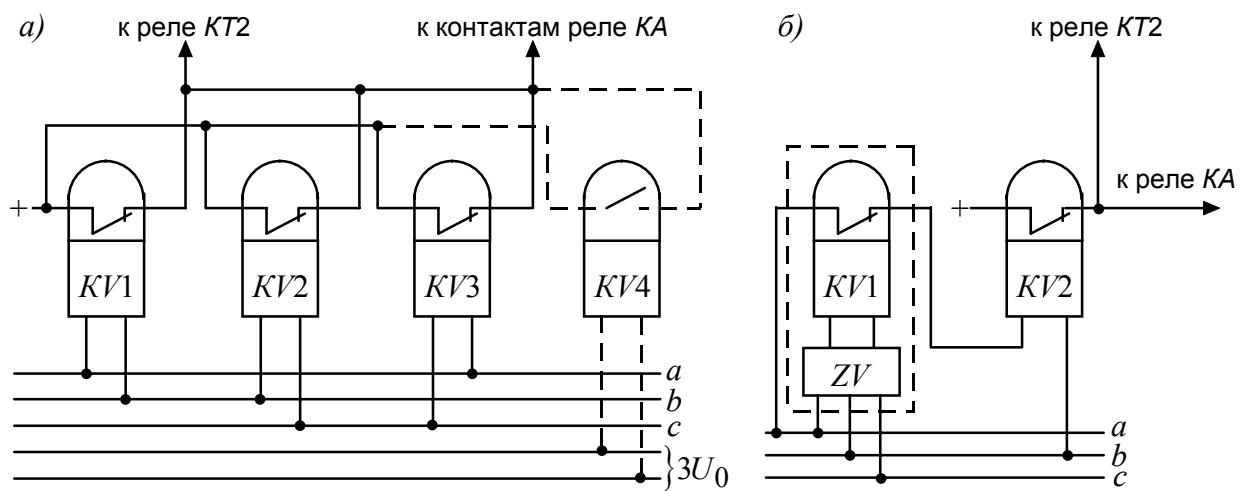 а)
к реле КТ2
к контактам реле КА
+
KV1
KV2
KV3
KV4
a
b
c
}3U0
б)
к реле КТ2
к реле КА
+
KV1
KV2
ZV
a
b
c